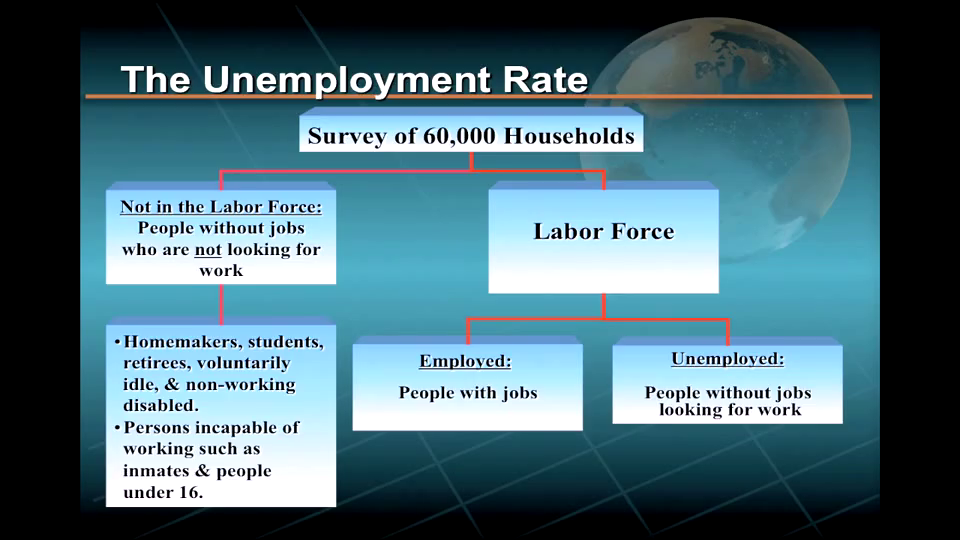 The Unemployment Rate
Survey of 60,000 Households
Not in the Labor Force:
People without jobs
who are not looking for
work
Labor Force
• Homemakers, students,
retirees, voluntarily
idle, & non-working
disabled.
• Persons incapable of
working such as
inmates & people
under 16.
Employed:
People with jobs
Unemployed:
People without jobs
looking for work